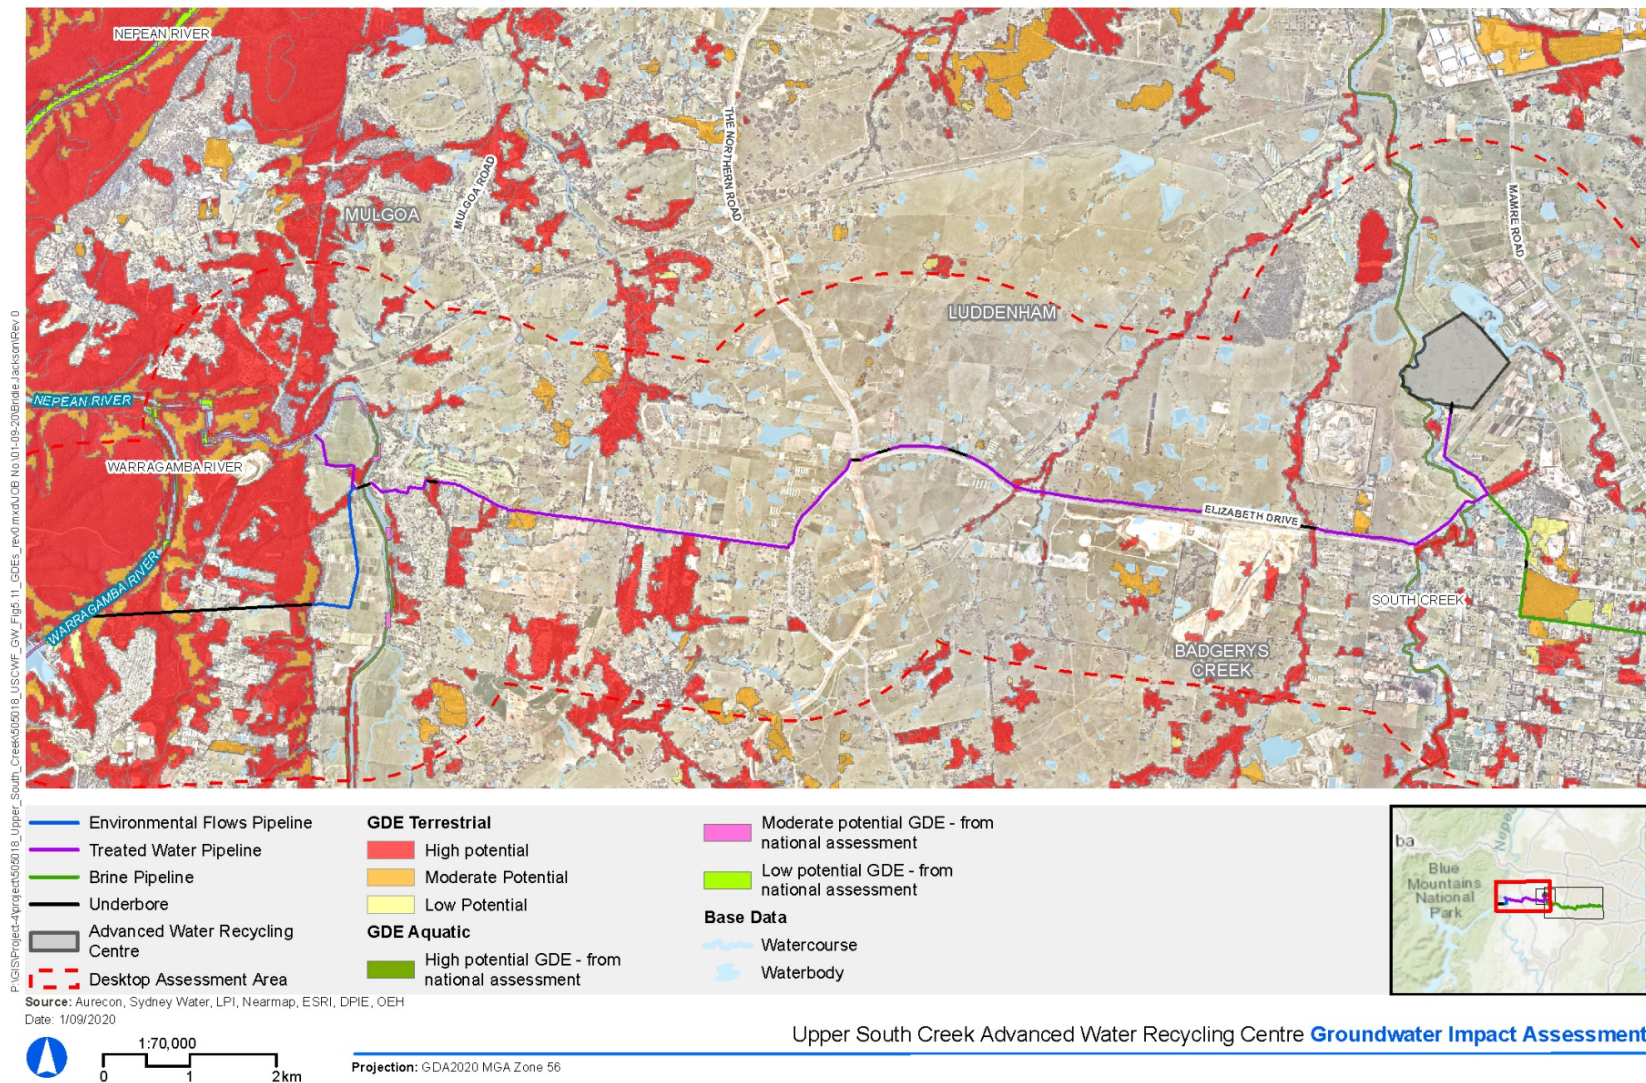 NEPEAN RIVER
MULGOA
MULGOA ROAD
THE NORTHERN ROAD
MAMRE ROAD
LUDDENHAM
NEPEAN RIVER
WARRAGAMBA RIVER
ELIZABETH DRIVE
WARRAGAMBA RIVER
SOUTH CREEK
BADGERYS
CREEK
Environmental Flows Pipeline
Treated Water Pipeline
Brine Pipeline
Underbore
Advanced Water Recycling
Centre
Desktop Assessment Area
GDE Terrestrial
High potential
Moderate Potential
Low Potential
GDE Aquatic
High potential GDE - from
national assessment
Moderate potential GDE - from
national assessment
Low potential GDE - from
national assessment
Base Data
Watercourse
Waterbody
ba
Nepe
Blue
Mountains
National
Park
Source: Aurecon, Sydney Water, LPI, Nearmap, ESRI, DPIE, OEH
Date: 1/09/2020
1:70,000
0 1 2 km
Projection: GDA2020 MGA Zone 56
Upper South Creek Advanced Water Recycling Centre Groundwater Impact Assessment